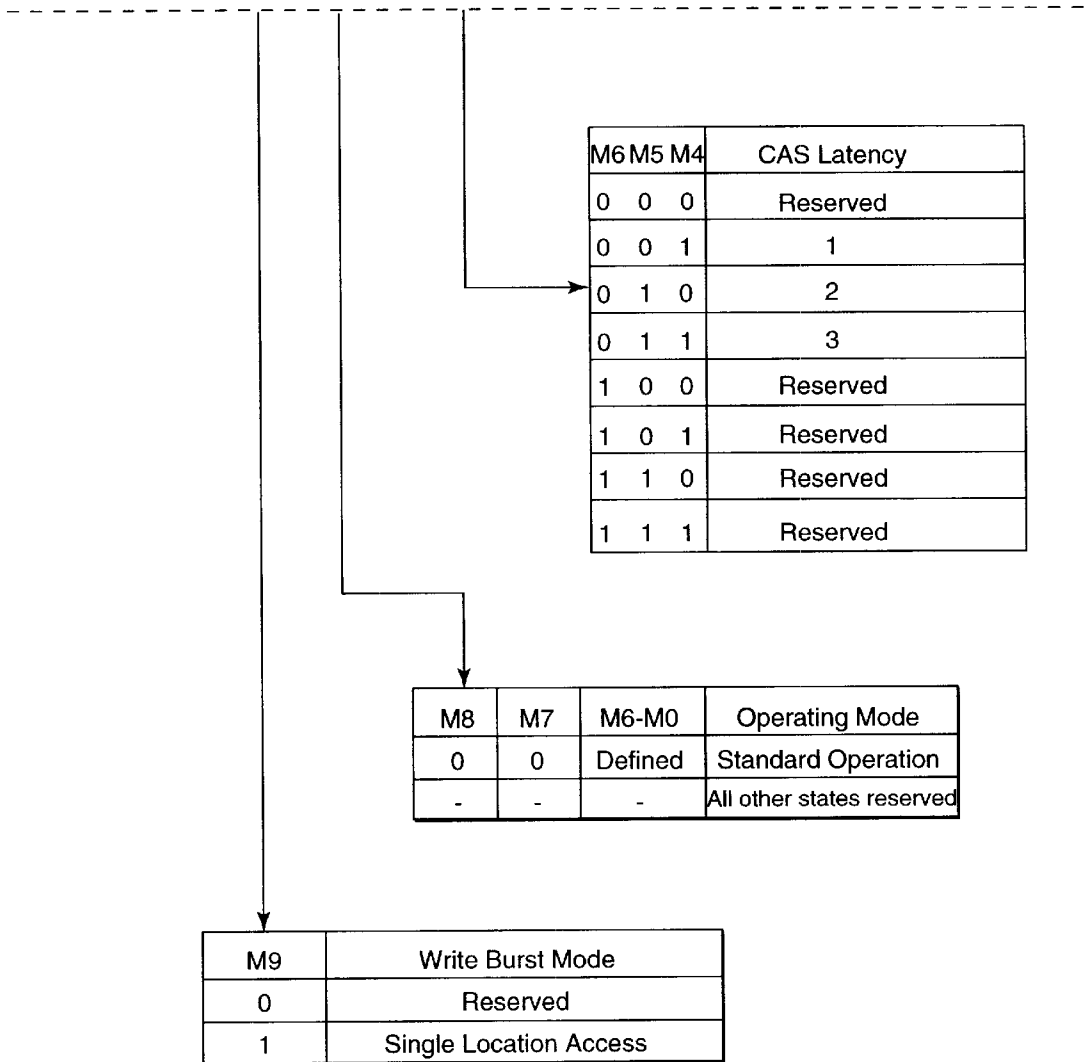 M6 M5 M4 CAS Latency
0 0 0 Reserved
0 0 1 1
0 1 0 2
0 1 1 3
1 0 0 Reserved
1 0 1 Reserved
1 1 0 Reserved
1 1 1 Reserved
M8 M7 M6-M0 Operating Mode
0 0 Defined Standard Operation
- - - All other states reserved
M9 Write Burst Mode
0 Reserved
1 Single Location Access